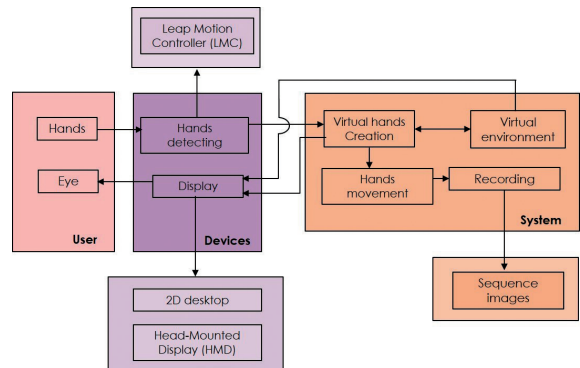 Leap Motion
Controller (LMC)
Hands
Eye
User
Hands
detecting
Display
Devices
Virtual hands
Creation
Virtual
environment
Hands
movement
Recording
System
2D desktop
Head-Mounted
Display (HMD)
Sequence
images